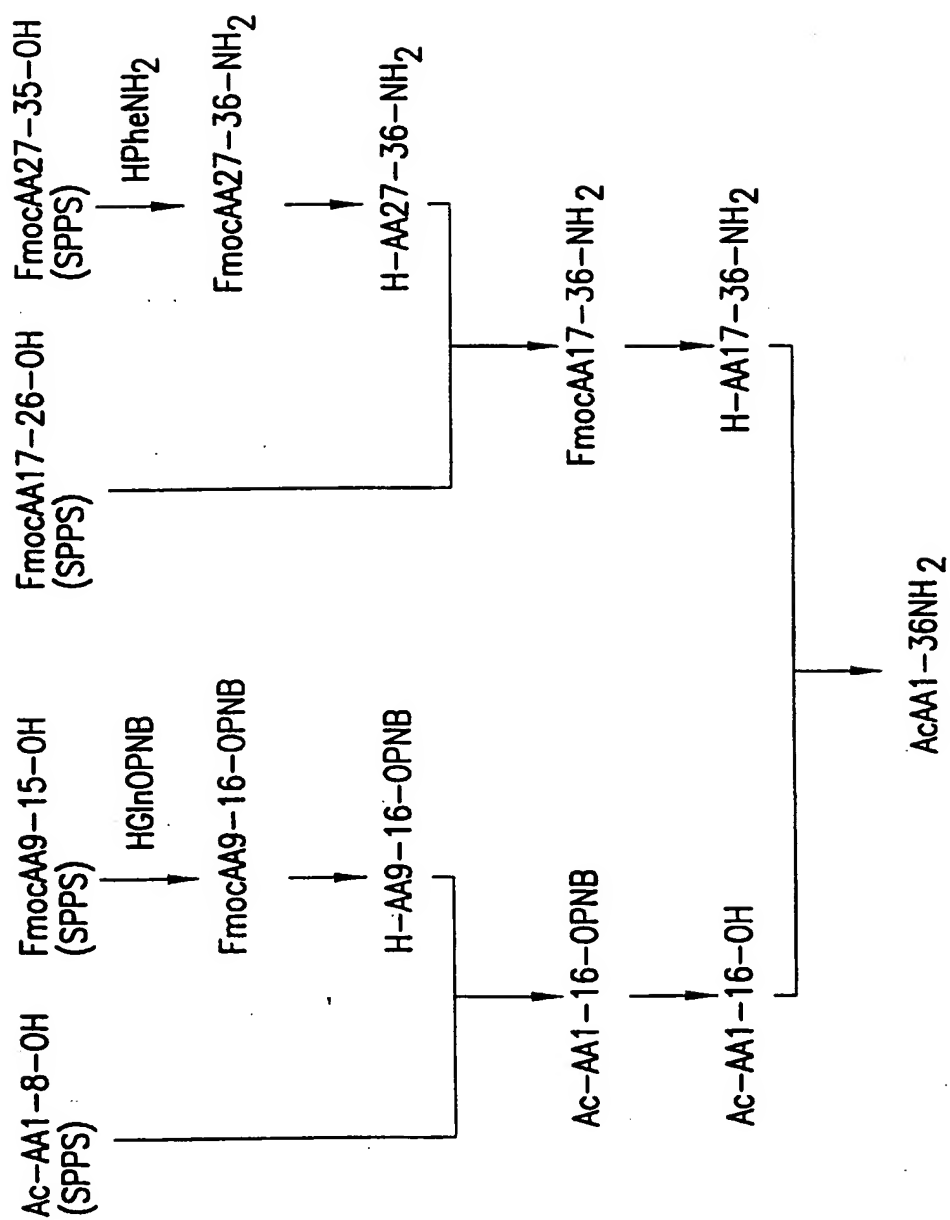 Ac-AA1-8-OH
(SPPS)
FmocAA9-15-OH
(SPPS)
HGlnOPNB
FmocAA9-16-OPNB
H-AA9-16-OPNB
Ac-AA1-16-OPNB
Ac-AA1-16-OH
FmocAA17-26-OH
(SPPS)
FmocAA27-35-OH
(SPPS)
HPheNH2
FmocAA27-36-NH2
H-AA27-36-NH2
FmocAA17-36-NH2
H-AA17-36-NH2
AcAA1-36NH2